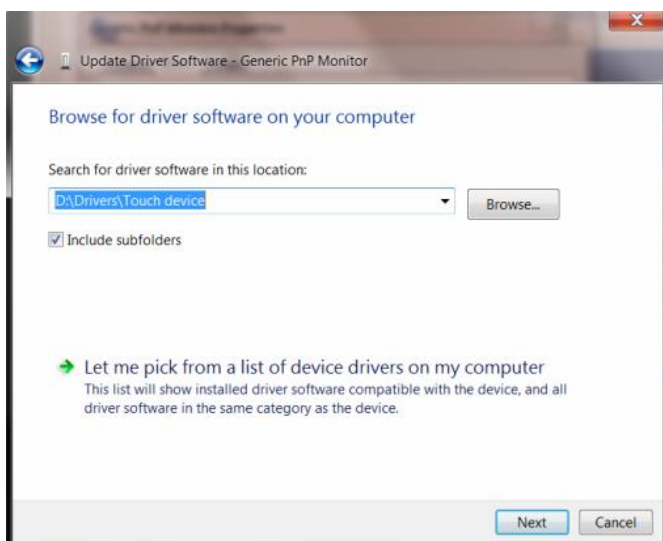 Update Driver Software - Generic PnP Monitor
Browse for driver software on your computer
Search for driver software in this location:
D:\Drivers\Touch device
Browse...
Include subfolders
Let me pick from a list of device drivers on my computer
This list will show installed driver software compatible with the device, and all
driver software in the same category as the device.
Next
Cancel